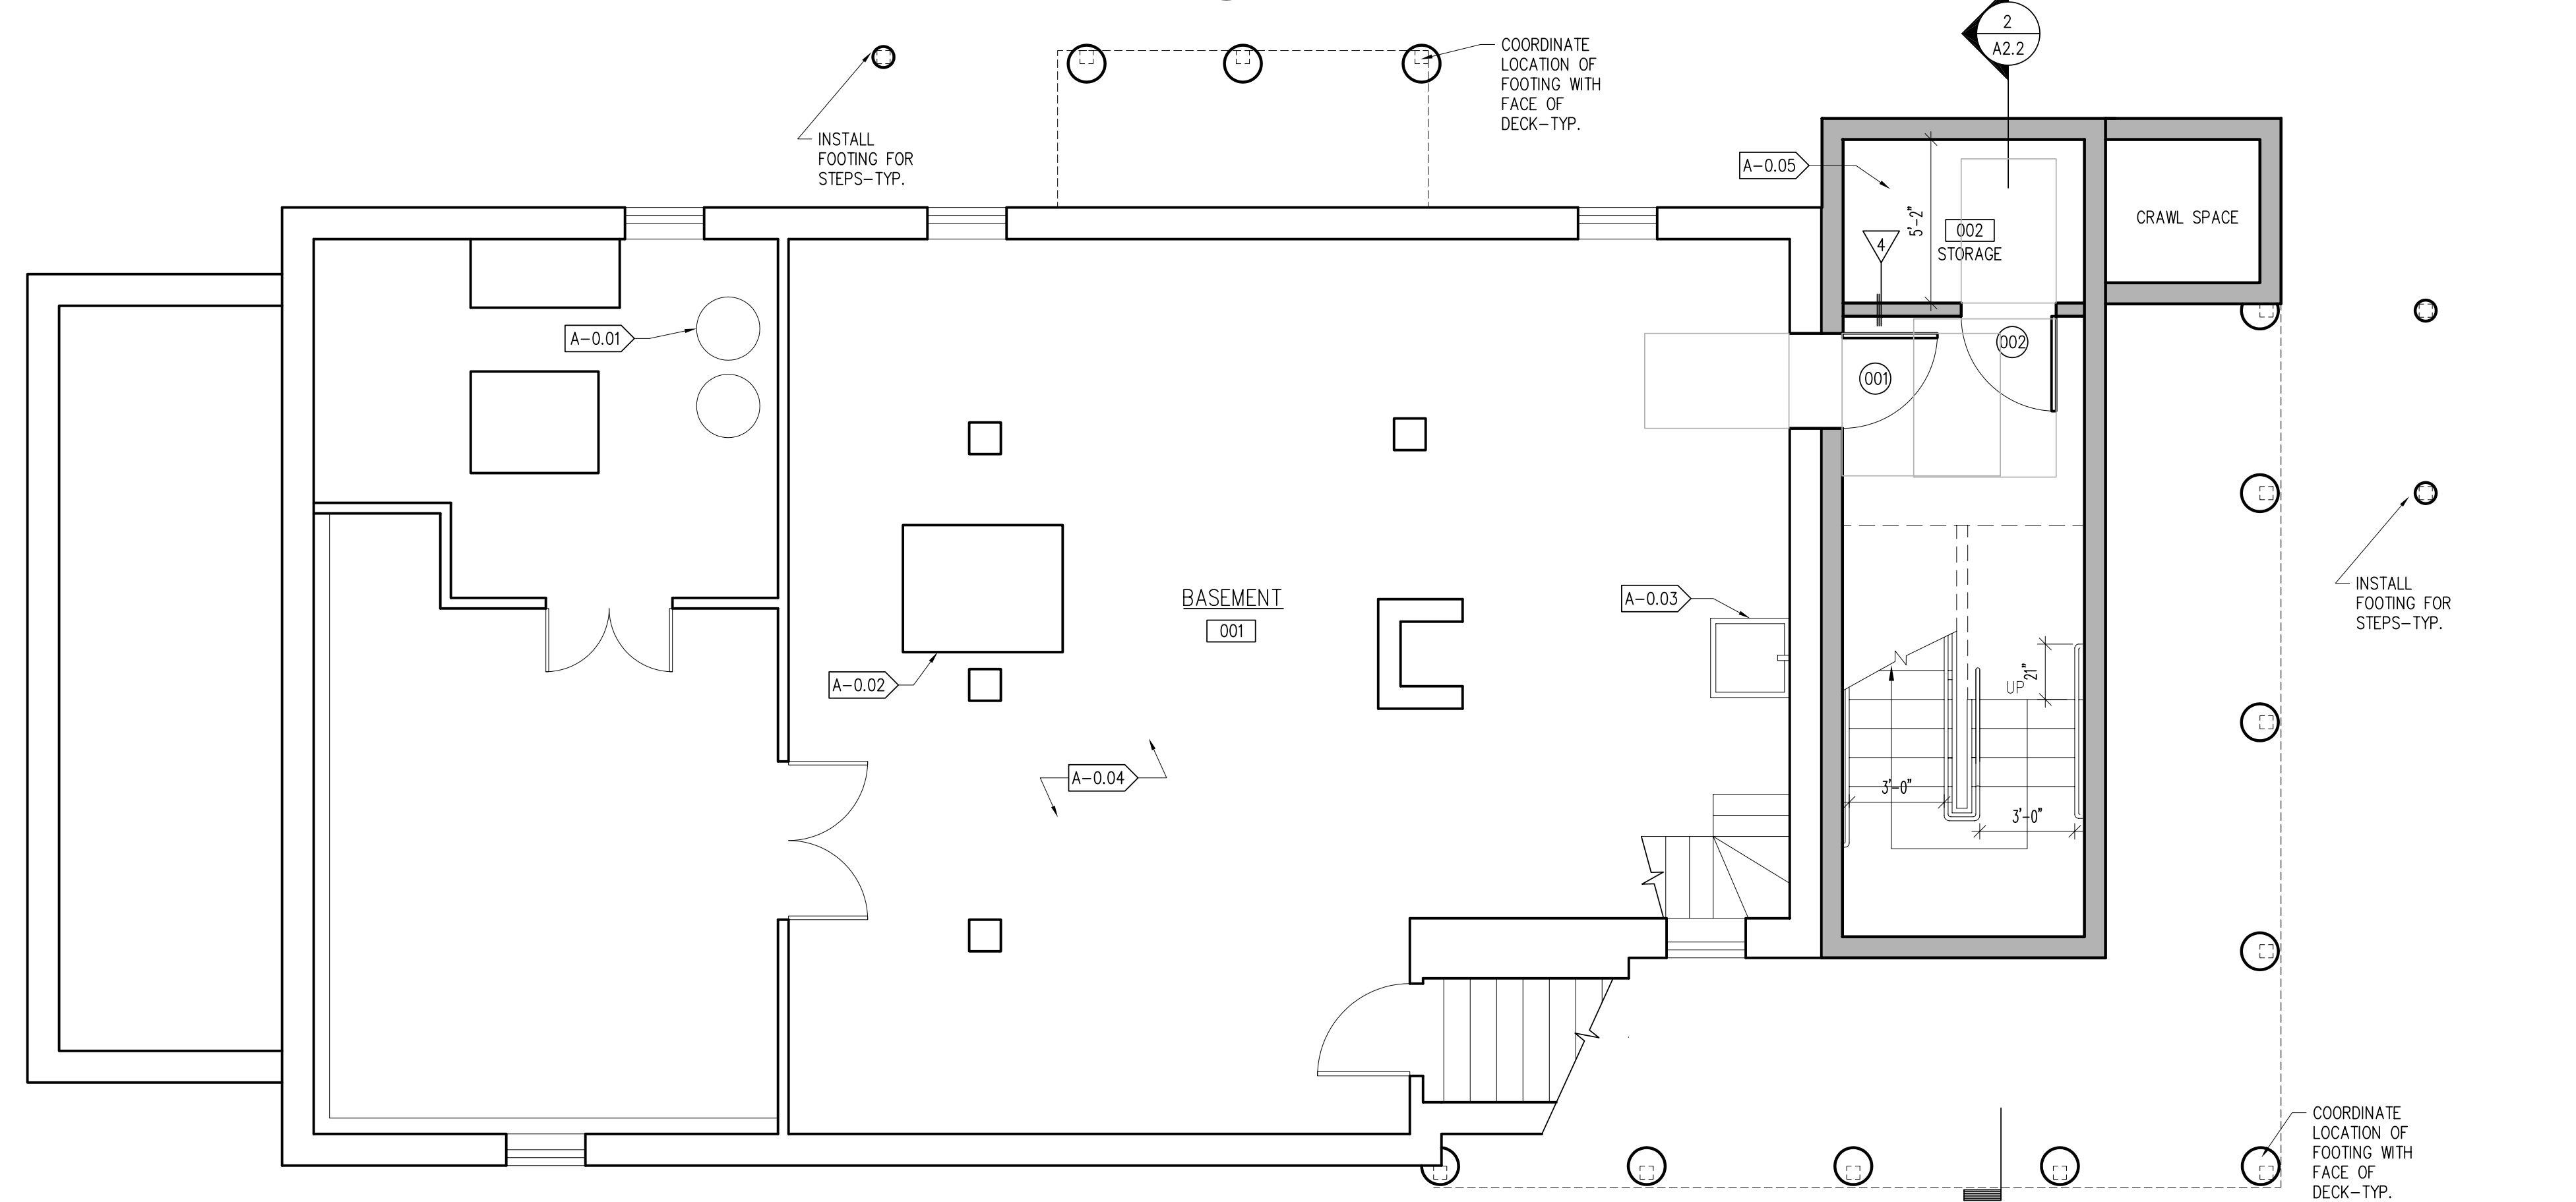 2
A2.2
COORDINATE
LOCATION OF
FOOTING WITH
FACE OF
DECK-TYP.
INSTALL
FOOTING FOR
STEPS-TYP.
A-0.05
5'-2"
002
STORAGE
4
CRAWL SPACE
A-0.01
002
001
BASEMENT
001
A-0.03
INSTALL
FOOTING FOR
STEPS-TYP.
A-0.02
UP
21"
A-0.04
3'-0"
3'-0"
COORDINATE
LOCATION OF
FOOTING WITH
FACE OF
DECK-TYP.